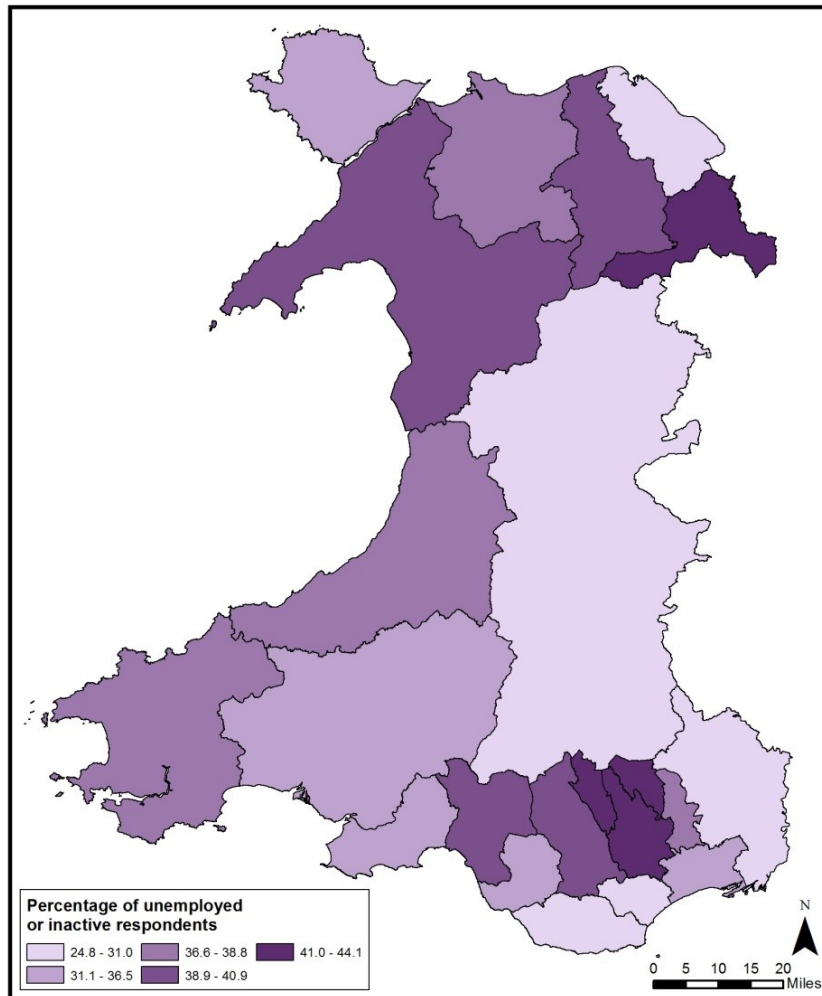 Percentage of unemployed
or inactive respondents
24.8 - 31.0
36.6 - 38.8
41.0 - 44.1
31.1 - 36.5
38.9 - 40.9
N
0 5 10 15 20
Miles